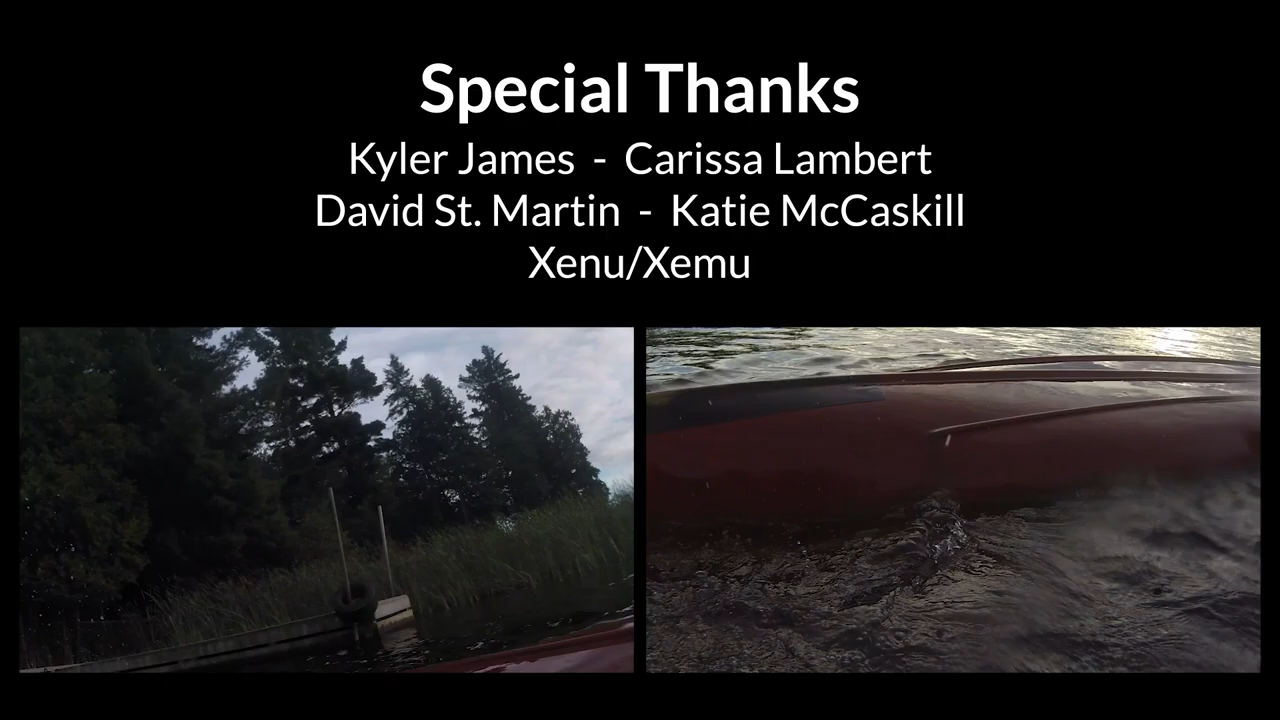 Special Thanks
Kyler James - Carissa Lambert
David St. Martin - Katie McCaskill
Xenu/Xemu